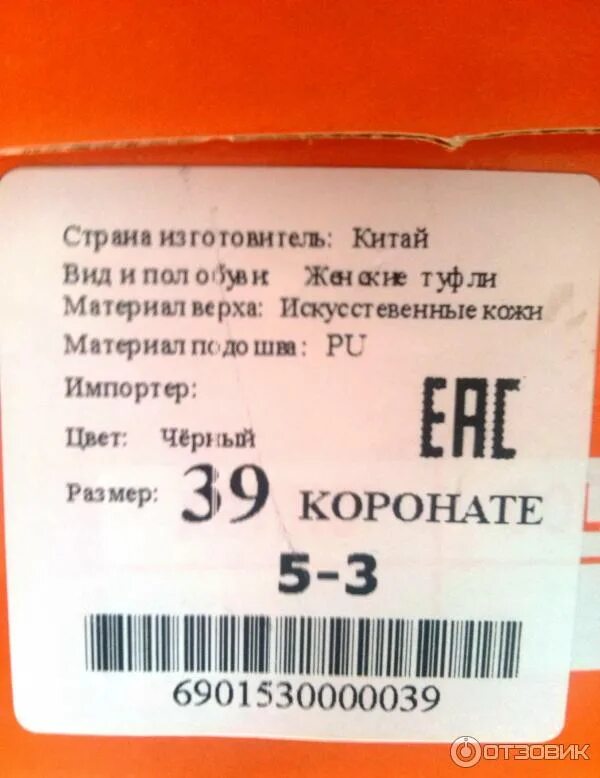 Страна изготовитель: Китай
Вид и пол обуви: Женские туфли
Материал верха: Искусстевенные кожи
Материал подошва: PU
Импортер:
EAC
Цвет: Чёрный
Размер: 39 КОРОНАТЕ
5-3
6901530000039
ОТЗОВИК